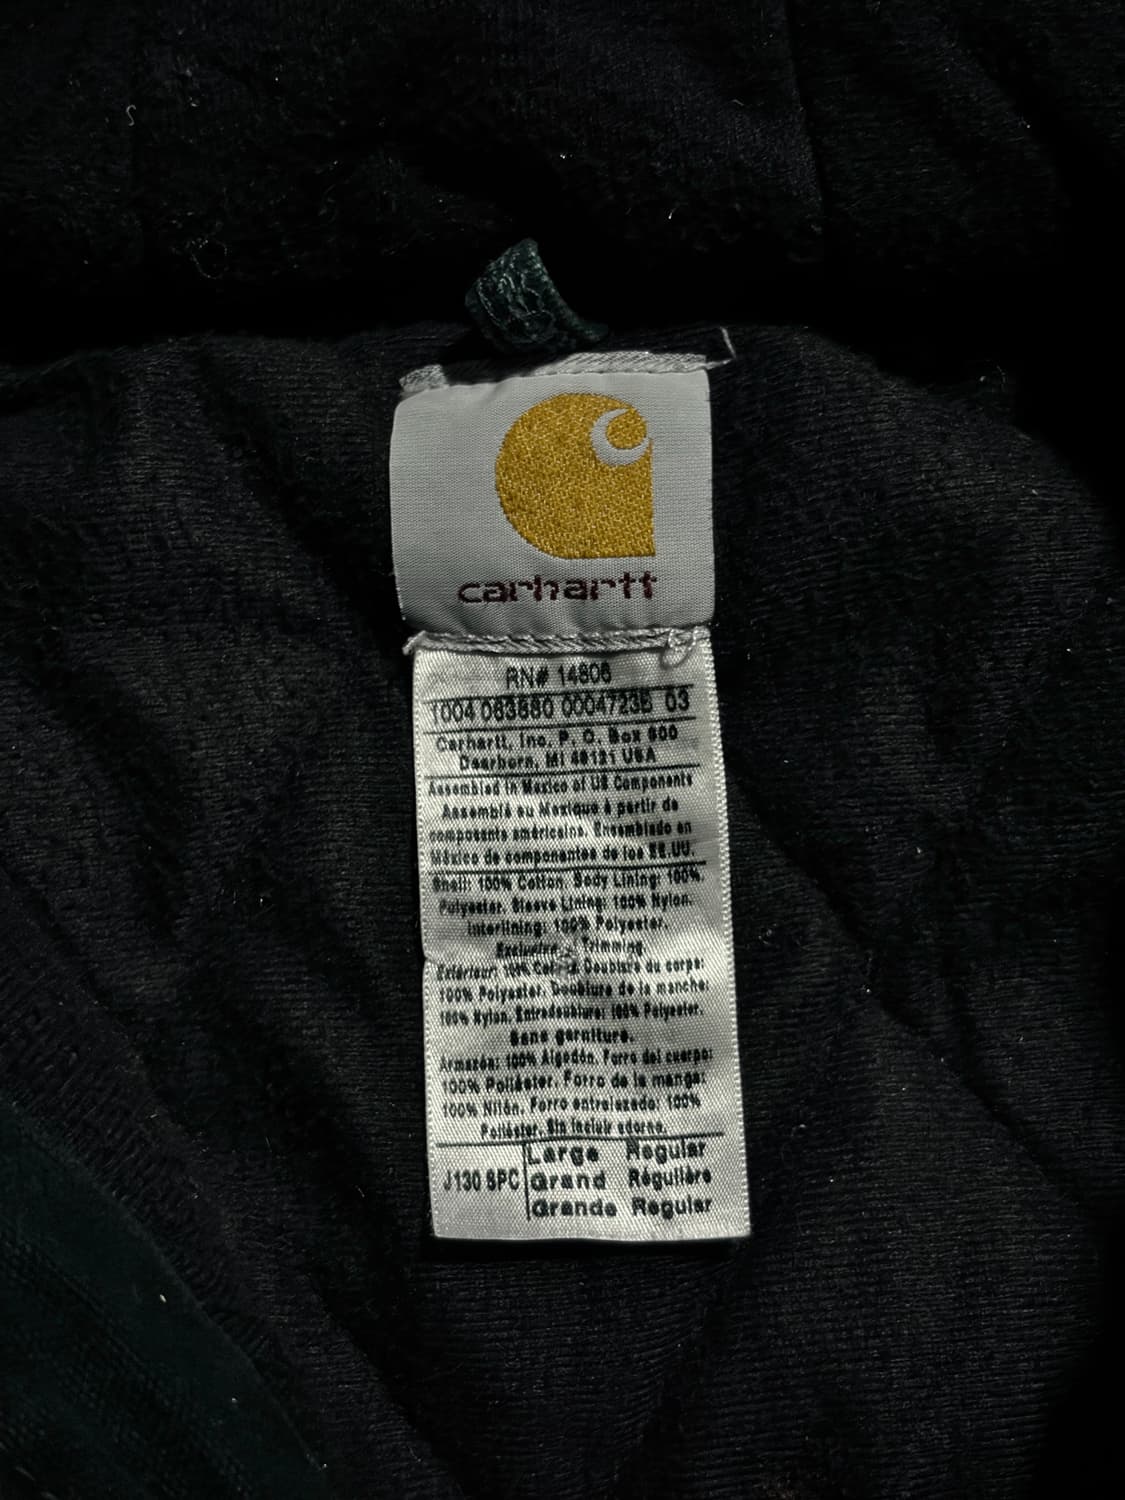 carhartt
RN# 14806
1004 083880 00047235 03
Carhartt, Inc, P. O. Box 600
Dearborn, MI 48121 USA
Assembled in Mexico of US Components
Assemblé au Mexique à partir de
composants américains. Ensamblado en
México de componentes de los EE.UU.
Shell: 100% Cotton. Body Lining: 100%
Polyester. Sleeve Lining: 100% Nylon.
Interlining: 100% Polyester.
Exclusive of Trimming.
Extérieur: 100% Doublure du corps:
100% Polyester. Doublure de la manche:
100% Nylon. Entredoublure: 100% Polyester.
Sans garniture.
Armazón: 100% Algodón. Forro del cuerpo:
100% Poliéster. Forro de la manga:
100% Nilón. Forro entrelazado: 100%
Poliéster. Sin incluir adorno.
J130 SPC
Large Regular
Grand Régulière
Grande Regular